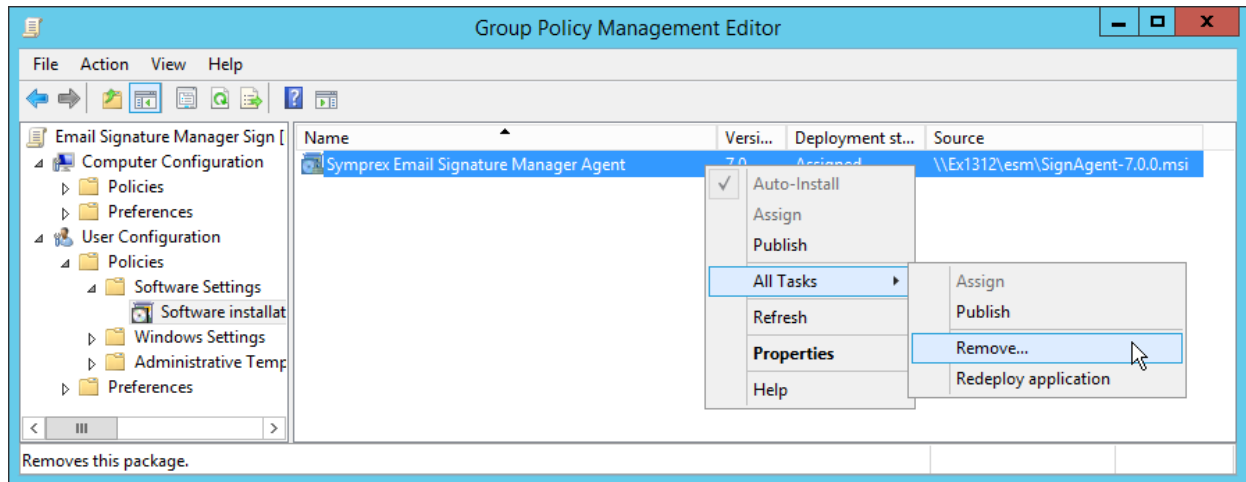 Group Policy Management Editor
File Action View Help
Email Signature Manager Sign [
Computer Configuration
Policies
Preferences
User Configuration
Policies
Software Settings
Software installat
Windows Settings
Administrative Temp
Preferences
Name Versi... Deployment st... Source
Symprex Email Signature Manager Agent 7.0 Assigned \\Ex1312\esm\SignAgent-7.0.0.msi
Auto-Install
Assign
Publish
All Tasks
Refresh
Properties
Help
Assign
Publish
Remove...
Redeploy application
Removes this package.